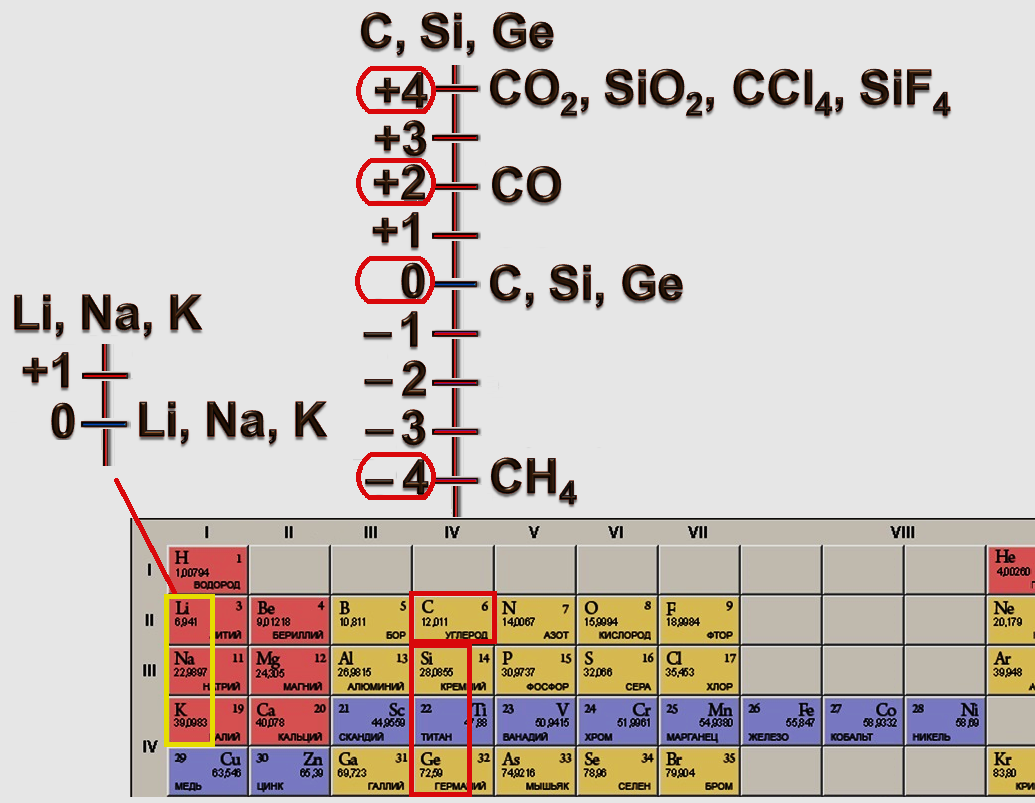 C, Si, Ge
+4 CO₂, SiO₂, CCl₄, SiF₄
+3
+2 CO
+1
0 C, Si, Ge
– 1
– 2
– 3
– 4 CH₄
Li, Na, K
+1
0 Li, Na, K
I II III IV V VI VII VIII
I
H 1
1,00794
ВОДОРОД
He
4,00260
II
Li 3
6,941
ИТИЙ
Be 4
9,01218
БЕРИЛЛИЙ
B 5
10,811
БОР
C 6
12,011
УГЛЕРОД
N 7
14,0067
АЗОТ
O 8
15,9994
КИСЛОРОД
F 9
18,9984
ФТОР
Ne
20,179
III
Na 11
22,9897
НАТРИЙ
Mg 12
24,305
МАГНИЙ
Al 13
26,9815
АЛЮМИНИЙ
Si 14
28,0855
КРЕМНИЙ
P 15
30,9737
ФОСФОР
S 16
32,066
СЕРА
Cl 17
35,453
ХЛОР
Ar
39,948
IV
K 19
39,0983
АЛИЙ
Ca 20
40,078
КАЛЬЦИЙ
21 Sc
44,9559
СКАНДИЙ
22 Ti
47,88
ТИТАН
23 V
50,9415
ВАНАДИЙ
24 Cr
51,9961
ХРОМ
25 Mn
54,9380
МАРГАНЕЦ
26 Fe
55,847
ЖЕЛЕЗО
27 Co
58,9332
КОБАЛЬТ
28 Ni
58,69
НИКЕЛЬ
29 Cu
63,546
МЕДЬ
30 Zn
65,39
ЦИНК
Ga 31
69,723
ГАЛЛИЙ
Ge 32
72,59
ГЕРМАНИЙ
As 33
74,9216
МЫШЬЯК
Se 34
78,96
СЕЛЕН
Br 35
79,904
БРОМ
Kr
83,80
КРИ